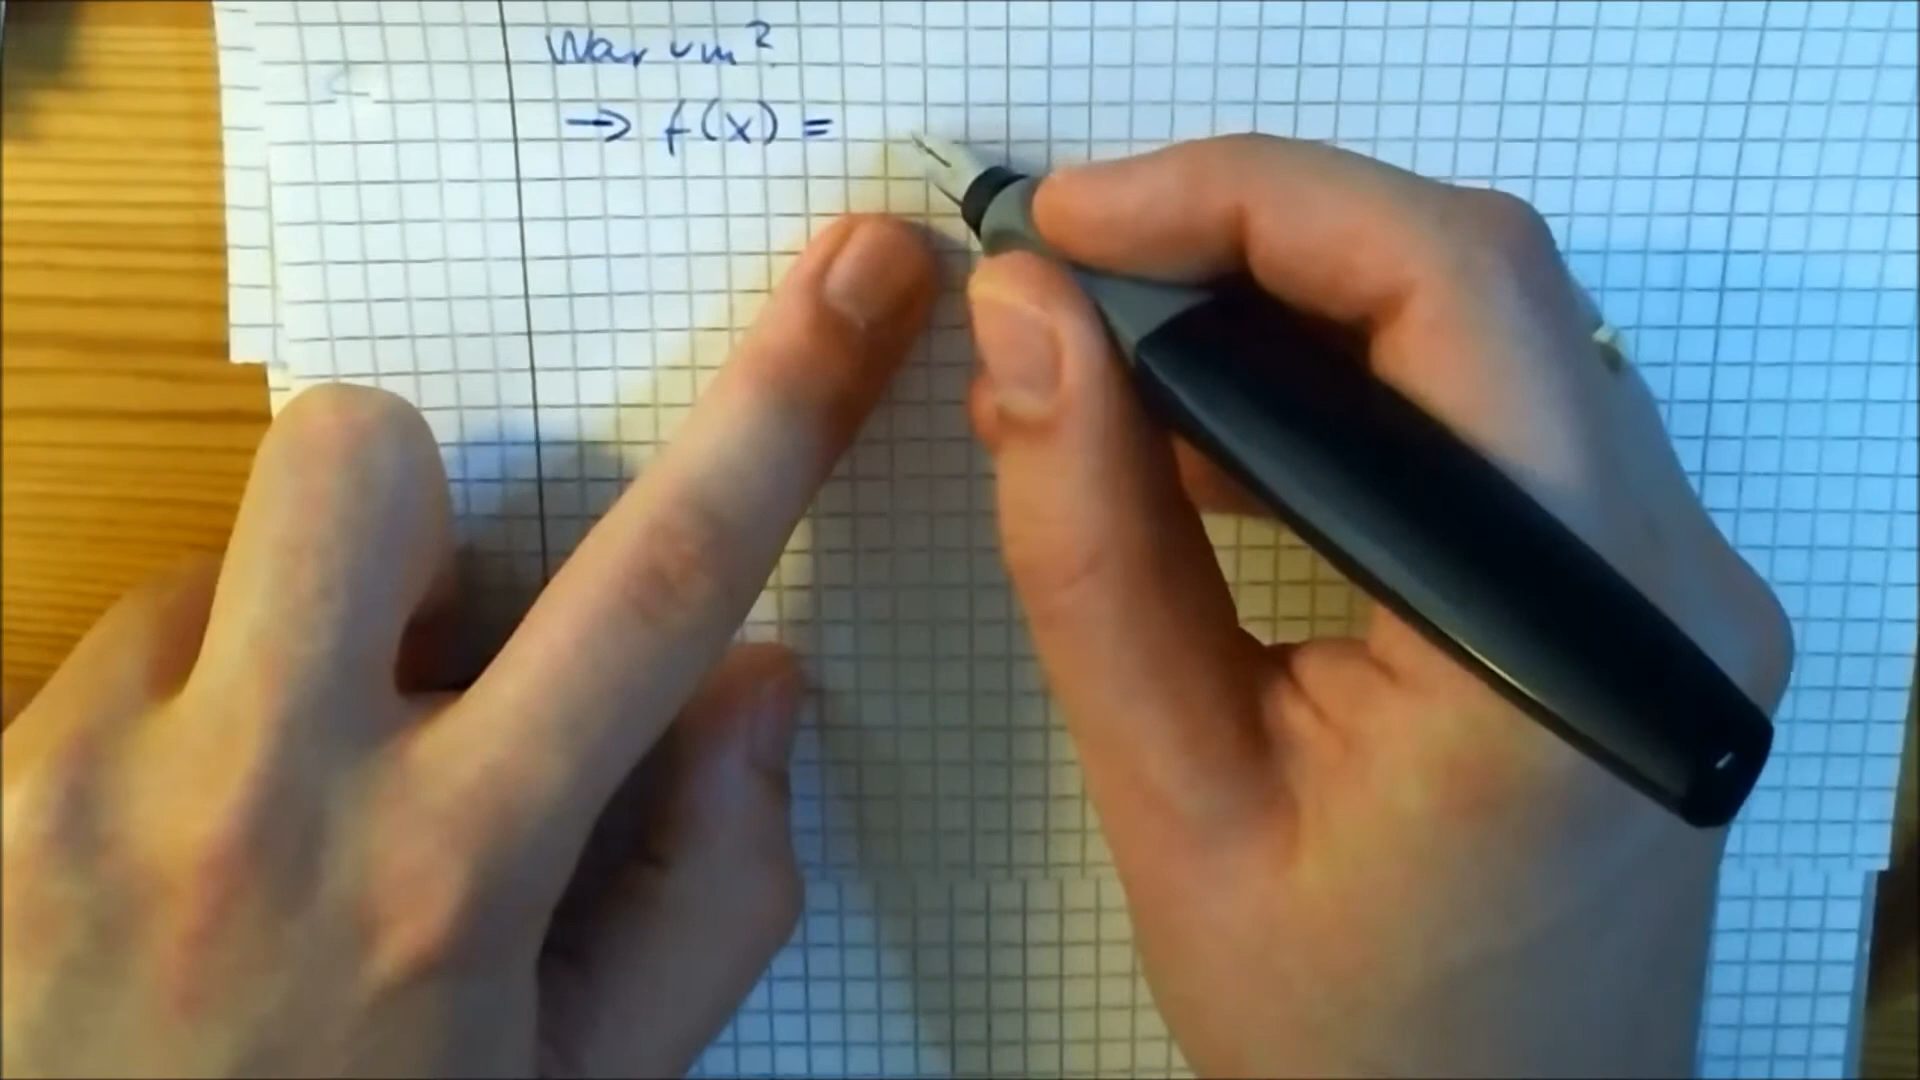 Warum?
→ f(x) =